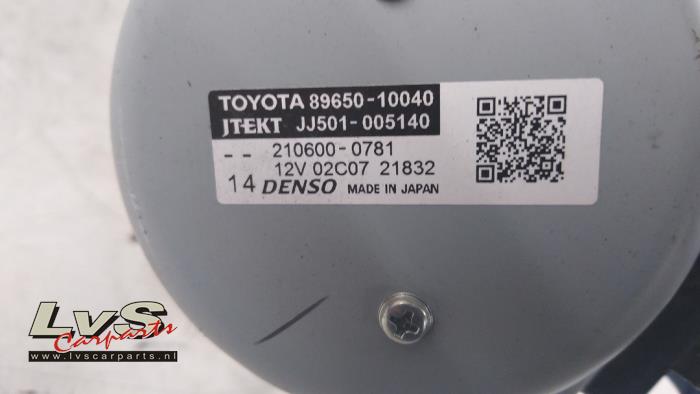 TOYOTA 89650-10040
JTEKT JJ501-005140
-- 210600-0781
12V 02C07 21832
14 DENSO MADE IN JAPAN
LvS
Carparts
www.lvscarparts.nl